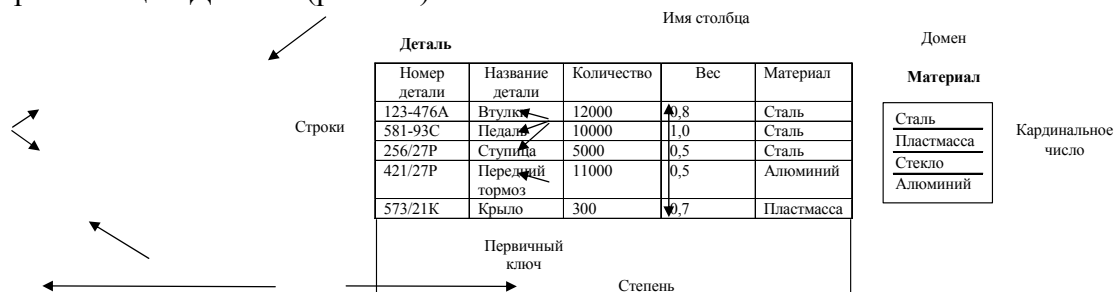 Имя столбца
Деталь
Домен
Номер детали
Название детали
Количество
Вес
Материал
123-476А
Втулка
12000
0,8
Сталь
581-93С
Педаль
10000
1,0
Сталь
256/27Р
Ступица
5000
0,5
Сталь
421/27Р
Передний тормоз
11000
0,5
Алюминий
573/21К
Крыло
300
0,7
Пластмасса
Строки
Материал
Сталь
Пластмасса
Стекло
Алюминий
Кардинальное
число
Первичный
ключ
Степень